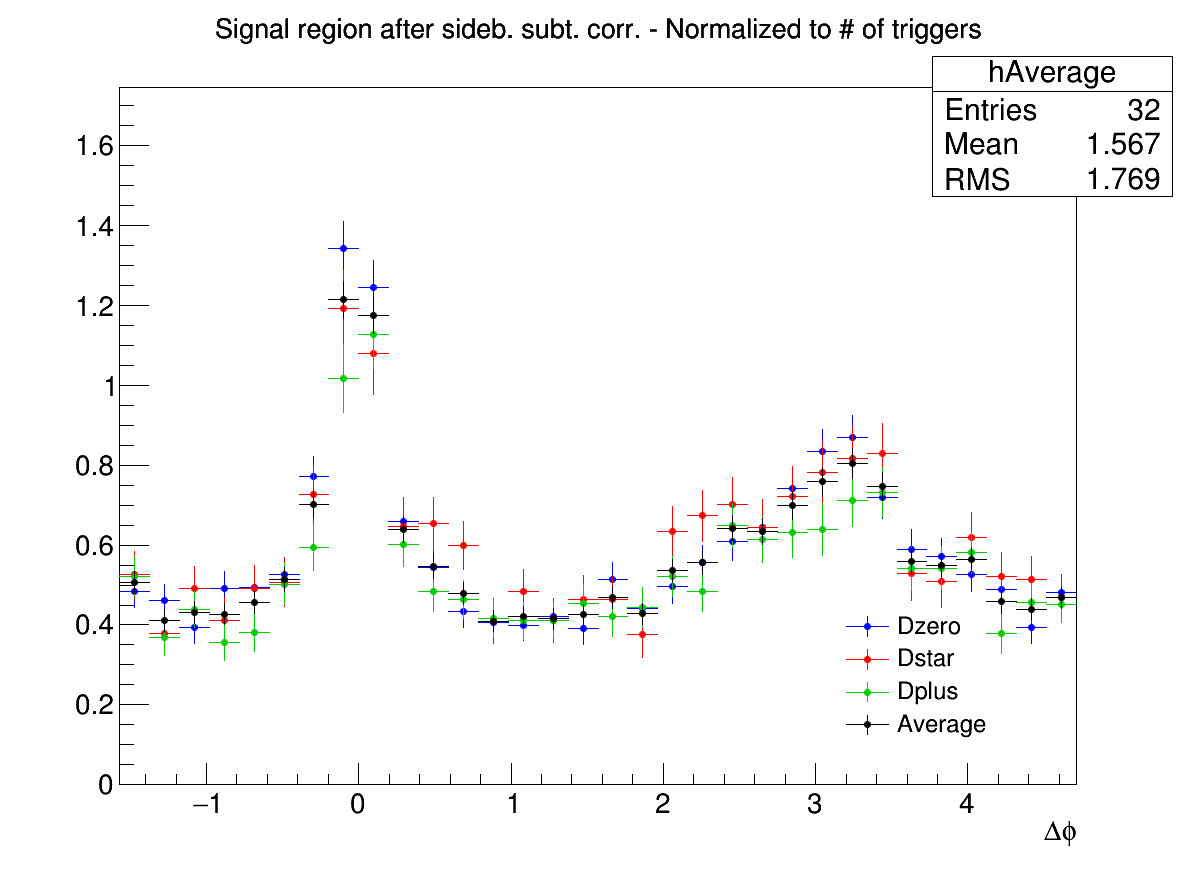 Signal region after sideb. subt. corr. - Normalized to # of triggers
hAverage
Entries 32
Mean 1.567
RMS 1.769
1.6
1.4
1.2
1
0.8
0.6
0.4
0.2
0
Dzero
Dstar
Dplus
Average
−1 0 1 2 3 4
Δϕ